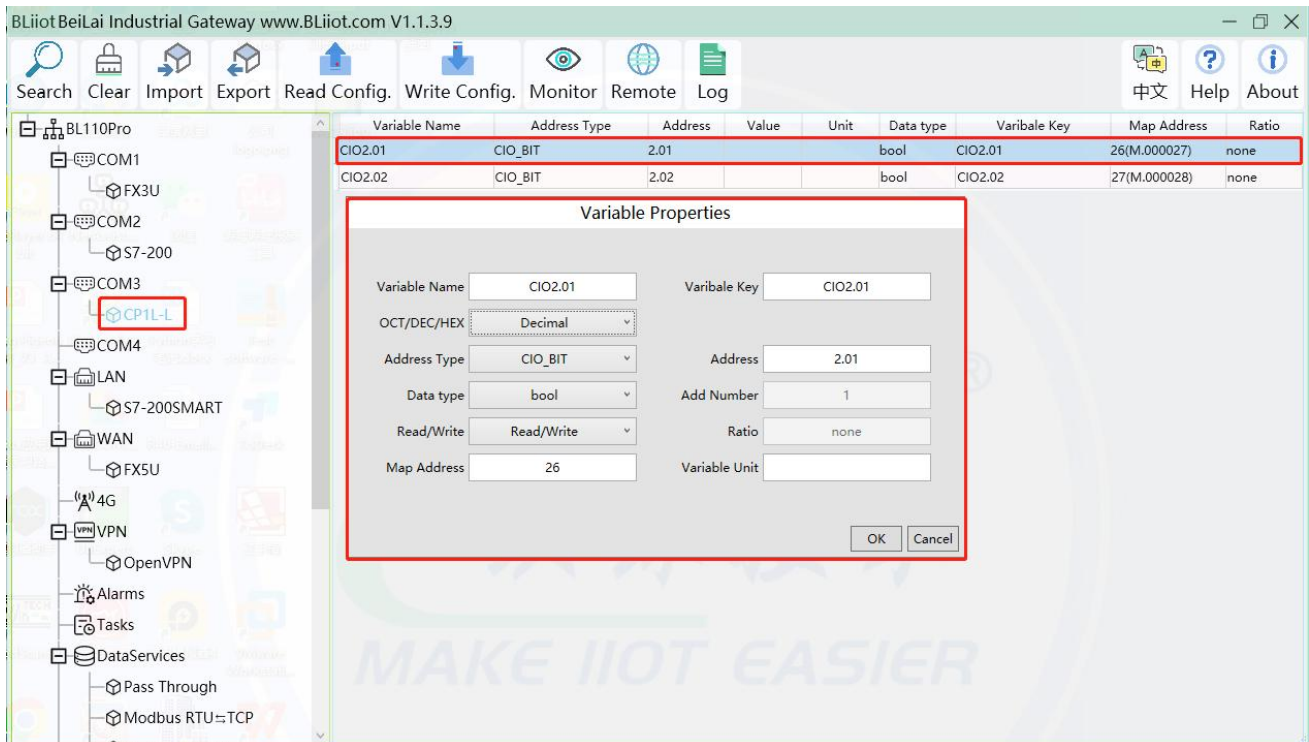 BLiiot BeiLai Industrial Gateway www.BLiiot.com V1.1.3.9
Search Clear Import Export Read Config. Write Config. Monitor Remote Log 中文 Help About
BL110Pro
COM1
FX3U
COM2
S7-200
COM3
CP1L-L
COM4
LAN
S7-200SMART
WAN
FX5U
4G
VPN VPN
OpenVPN
Alarms
Tasks
DataServices
Pass Through
Modbus RTU⇆TCP
Variable Name Address Type Address Value Unit Data type Varibale Key Map Address Ratio
CIO2.01 CIO_BIT 2.01 bool CIO2.01 26(M.000027) none
CIO2.02 CIO_BIT 2.02 bool CIO2.02 27(M.000028) none
Variable Properties
Variable Name CIO2.01 Varibale Key CIO2.01
OCT/DEC/HEX Decimal
Address Type CIO_BIT Address 2.01
Data type bool Add Number 1
Read/Write Read/Write Ratio none
Map Address 26 Variable Unit
OK Cancel
MAKE IIOT EASIER
®